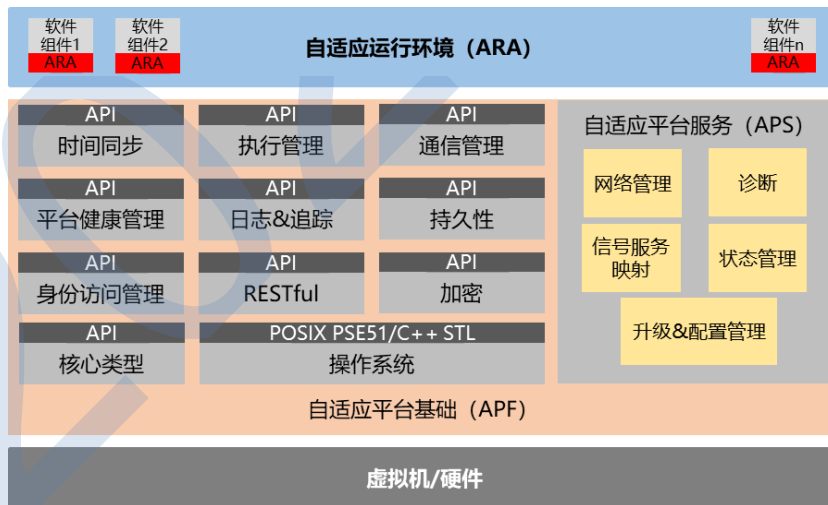 软件
组件1
ARA
软件
组件2
ARA
自适应运行环境（ARA）
软件
组件n
ARA
API
时间同步
API
执行管理
API
通信管理
API
平台健康管理
API
日志&追踪
API
持久性
API
身份访问管理
API
RESTful
API
加密
API
核心类型
POSIX PSE51/C++ STL
操作系统
自适应平台基础（APF）
自适应平台服务（APS）
网络管理
诊断
信号服务
映射
状态管理
升级&配置管理
虚拟机/硬件